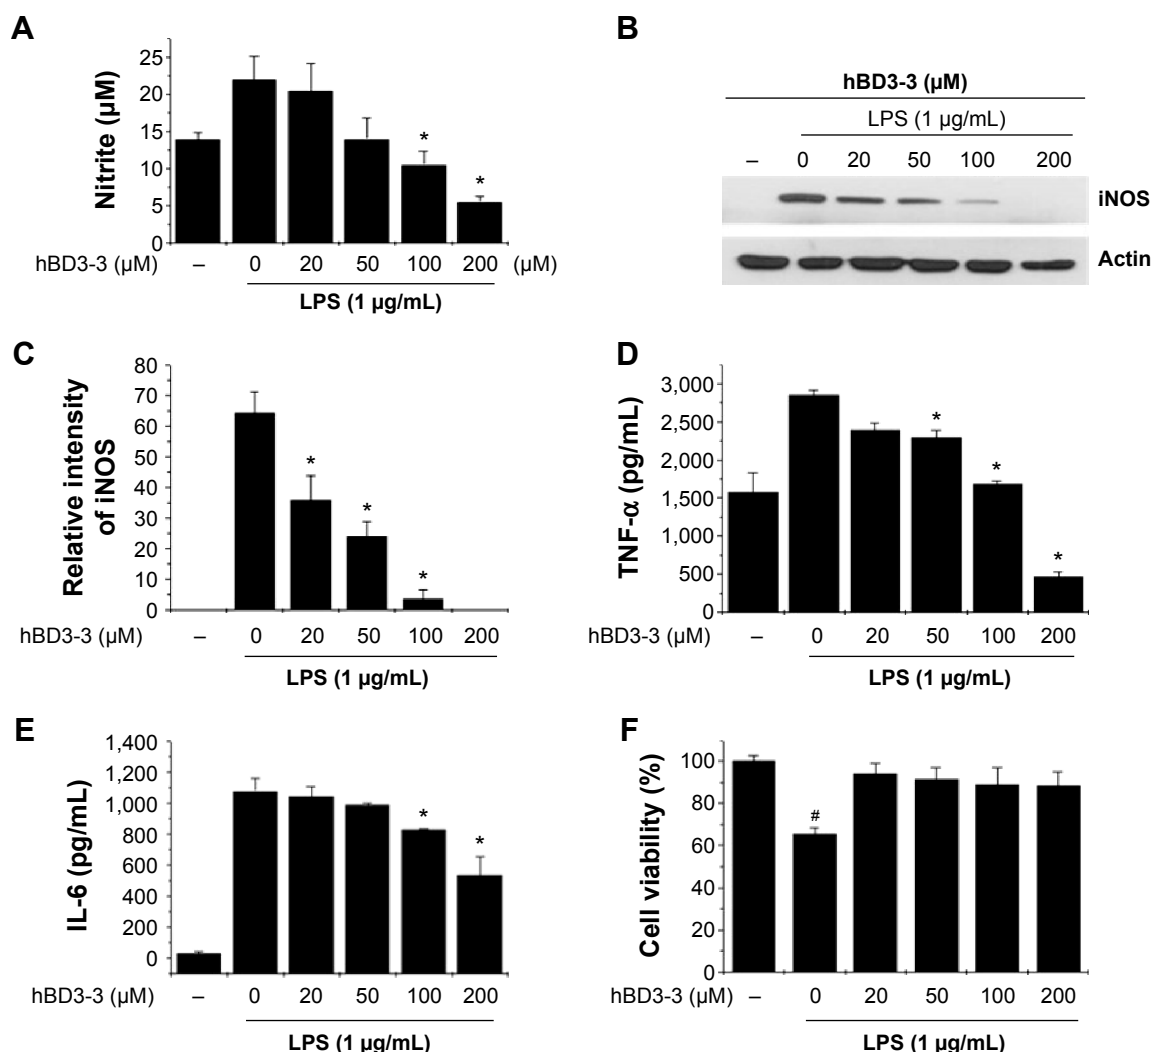 A
Nitrite (µM)
25
20
15
10
5
0
hBD3-3 (µM) – 0 20 50 100 200 (µM)
LPS (1 µg/mL)
* *
B
hBD3-3 (µM)
LPS (1 µg/mL)
– 0 20 50 100 200
iNOS
Actin
C
Relative intensity
of iNOS
80
70
60
50
40
30
20
10
0
* * *
hBD3-3 (µM) – 0 20 50 100 200
LPS (1 µg/mL)
D
TNF-α (pg/mL)
3,000
2,500
2,000
1,500
1,000
500
0
* * *
hBD3-3 (µM) – 0 20 50 100 200
LPS (1 µg/mL)
E
IL-6 (pg/mL)
1,400
1,200
1,000
800
600
400
200
0
* *
hBD3-3 (µM) – 0 20 50 100 200
LPS (1 µg/mL)
F
Cell viability (%)
100
80
60
40
20
0
#
hBD3-3 (µM) – 0 20 50 100 200
LPS (1 µg/mL)